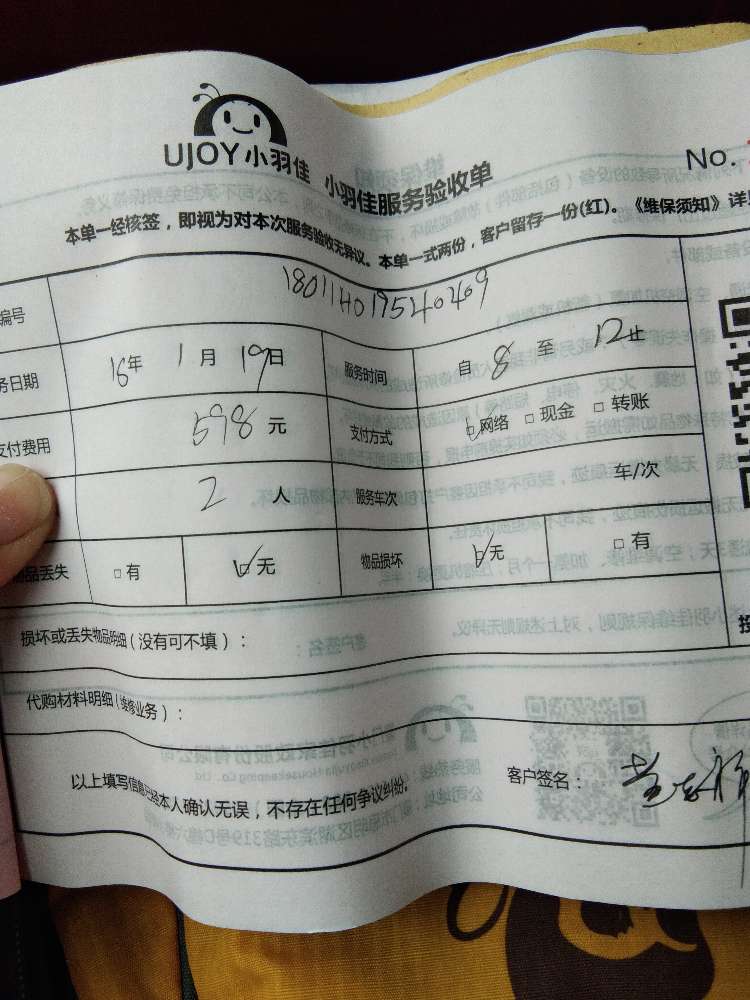 UJOY小羽佳 小羽佳服务验收单
No.
本单一经核签，即视为对本次服务验收无异议。本单一式两份，客户留存一份(红)。《维保须知》详
编号 180114019540409
务日期 18年 1月 19日 服务时间 自 8 至 12止
支付费用 598 元 支付方式 ☑网络 □现金 □转账
2 人 服务车次 车/次
物品丢失 □有 ☑无 物品损坏 ☑无 □有
损坏或丢失物品明细(没有可不填)：
代购材料明细(维修业务)：
以上填写信息已经本人确认无误，不存在任何争议纠纷。 客户签名：